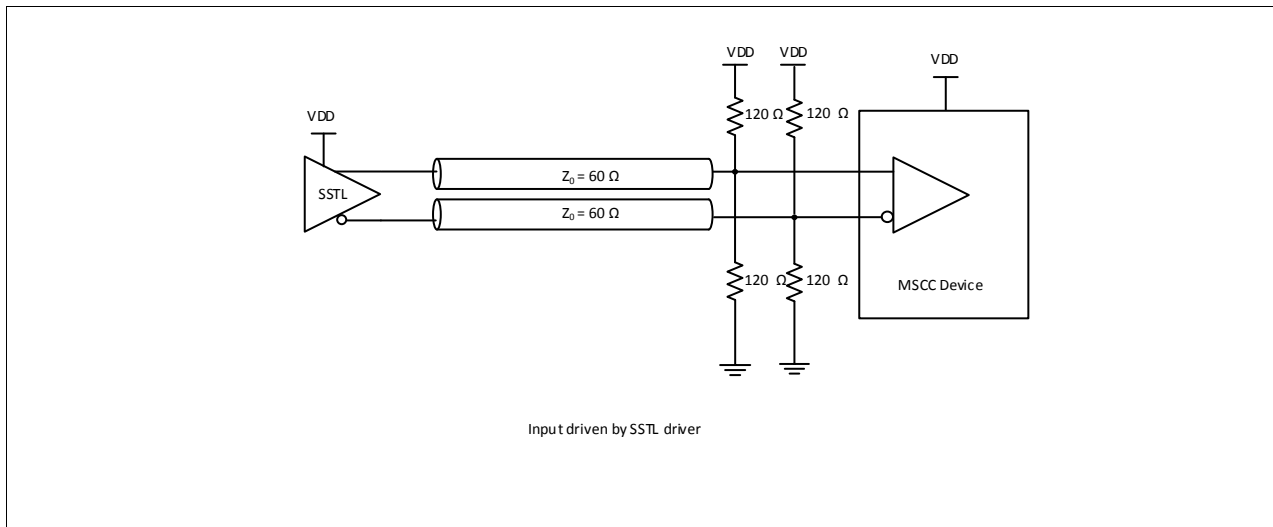 VDD VDD
VDD
120 Ω 120 Ω
VDD
SSTL
Z₀ = 60 Ω
Z₀ = 60 Ω
120 Ω 120 Ω
MSCC Device
Input driven by SSTL driver